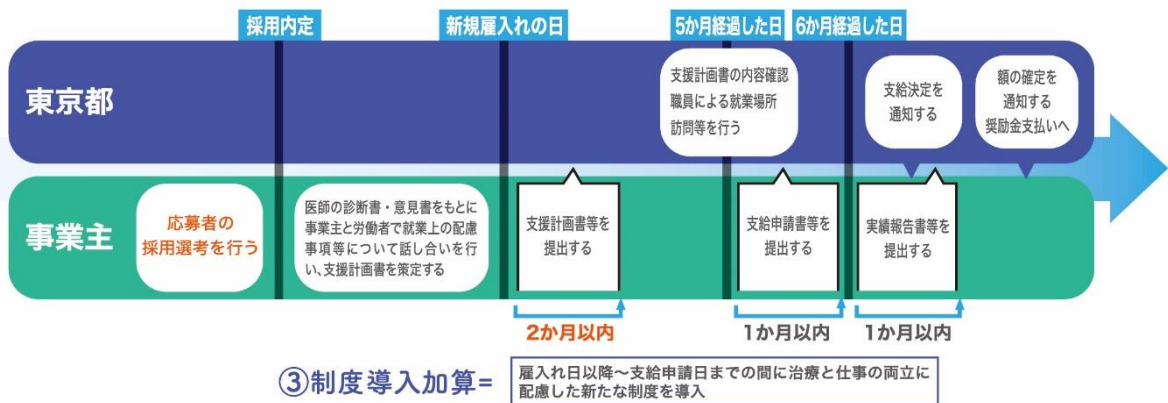 採用内定
新規雇入れの日
5か月経過した日
6か月経過した日
東京都
支援計画書の内容確認
職員による就業場所
訪問等を行う
支給決定を
通知する
額の確定を
通知する
奨励金支払いへ
事業主
応募者の
採用選考を行う
医師の診断書・意見書をもとに
事業主と労働者で就業上の配慮
事項等について話し合いを行
い、支援計画書を策定する
支援計画書等を
提出する
支給申請書等を
提出する
実績報告書等を
提出する
2か月以内
1か月以内
1か月以内
③制度導入加算=
雇入れ日以降～支給申請日までの間に治療と仕事の両立に
配慮した新たな制度を導入